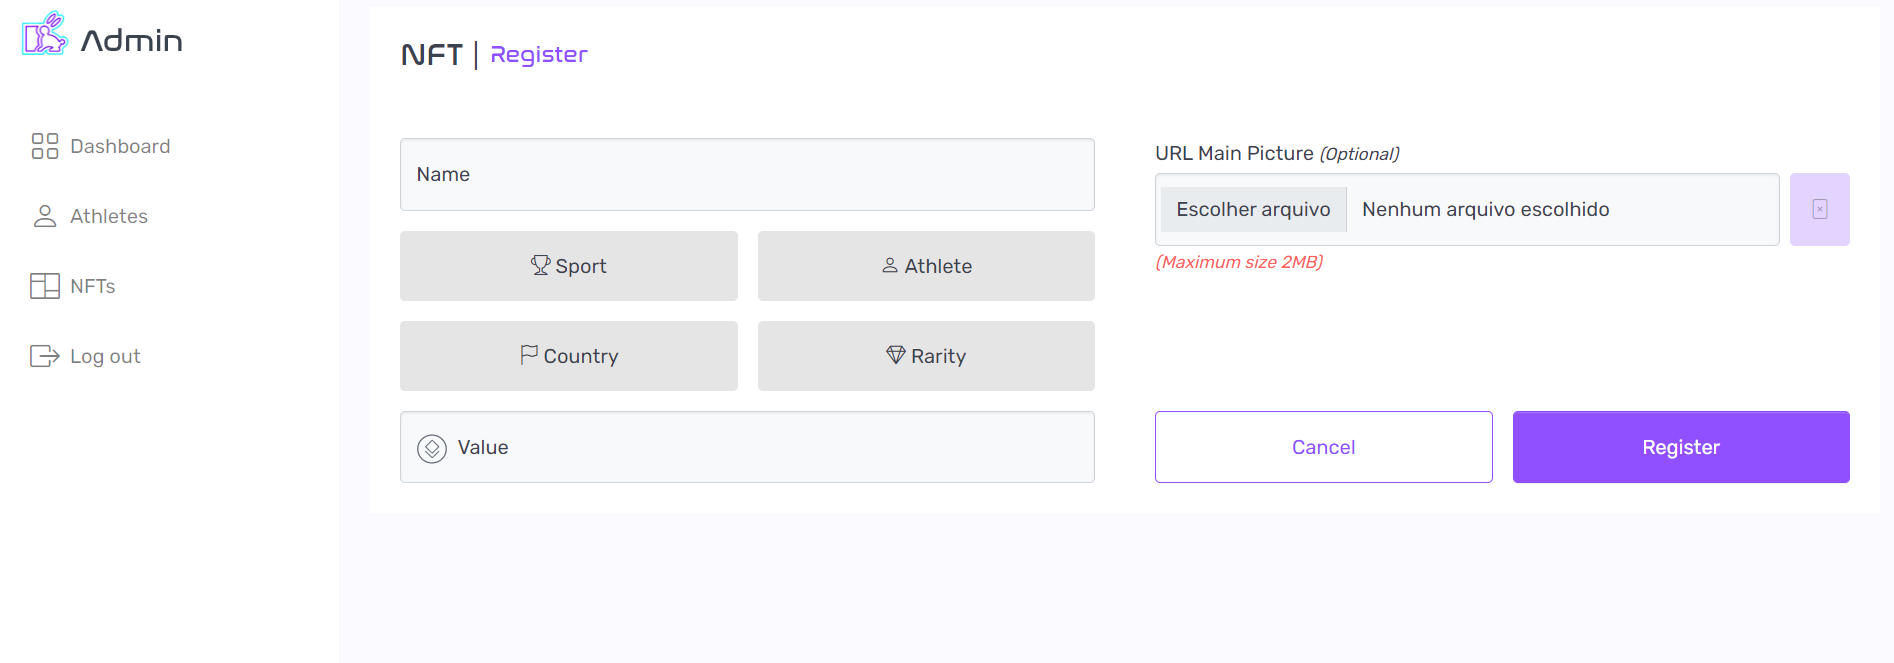 Admin
Dashboard
Athletes
NFTs
Log out
NFT | Register
Name
Sport
Athlete
Country
Rarity
Value
URL Main Picture (Optional)
Escolher arquivo Nenhum arquivo escolhido
(Maximum size 2MB)
Cancel
Register